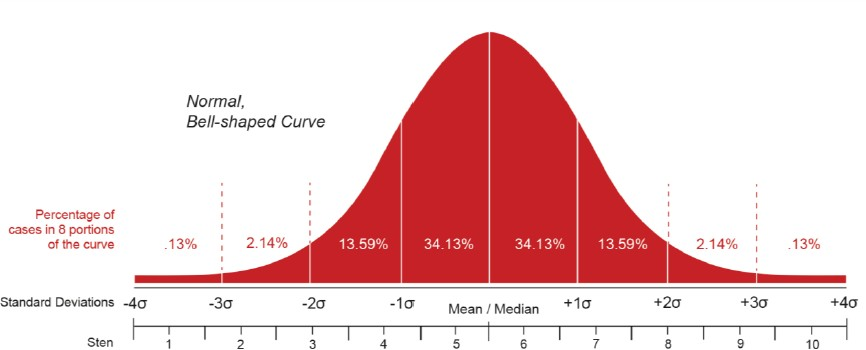 Normal,
Bell-shaped Curve
Percentage of
cases in 8 portions
of the curve
.13% 2.14% 13.59% 34.13% 34.13% 13.59% 2.14% .13%
Standard Deviations -4σ -3σ -2σ -1σ Mean / Median +1σ +2σ +3σ +4σ
Sten 1 2 3 4 5 6 7 8 9 10